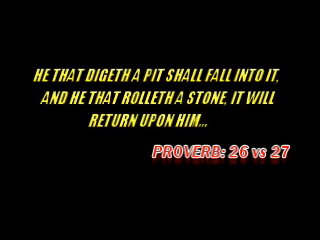 HE THAT DIGETH A PIT SHALL FALL INTO IT,
AND HE THAT ROLLETH A STONE, IT WILL
RETURN UPON HIM...
PROVERB: 26 vs 27